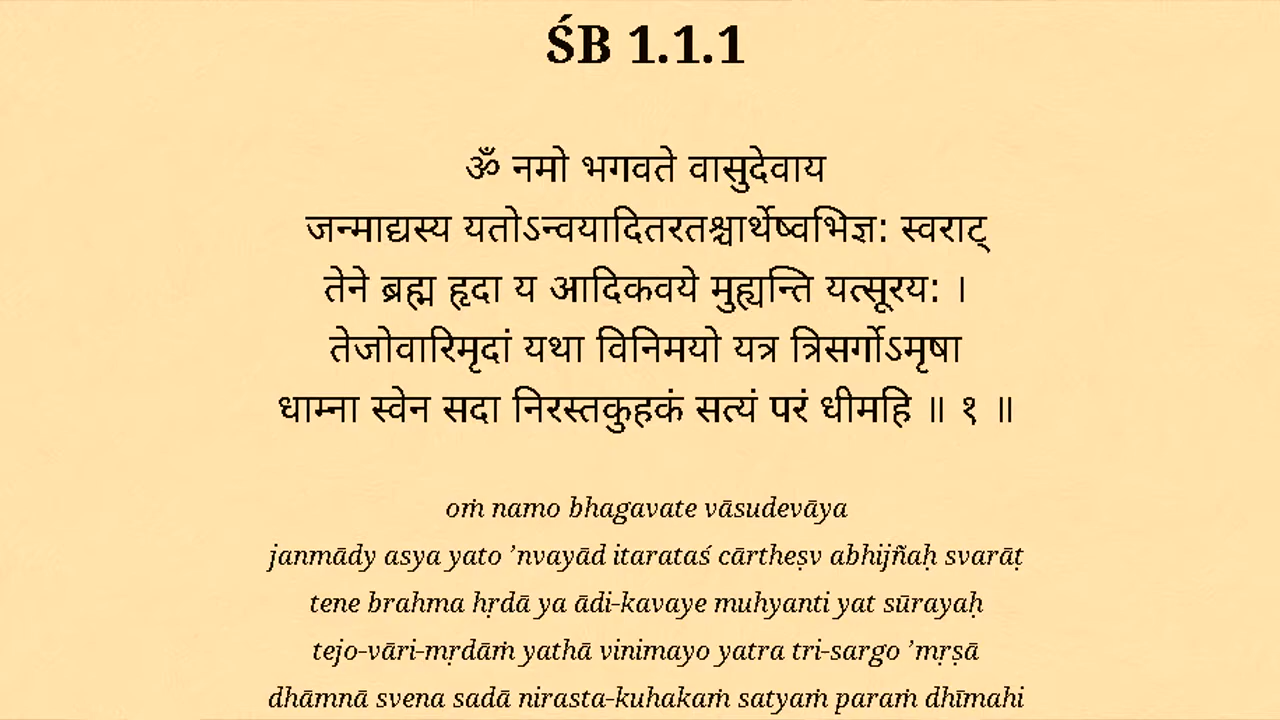 ŚB 1.1.1
ॐ नमो भगवते वासुदेवाय
जन्माद्यस्य यतोऽन्वयादितरतश्चार्थेष्वभिज्ञ: स्वराट्
तेने ब्रह्म हृदा य आदिकवये मुह्यन्ति यत्सूरय: ।
तेजोवारिमृदां यथा विनिमयो यत्र त्रिसर्गोऽमृषा
धाम्ना स्वेन सदा निरस्तकुहकं सत्यं परं धीमहि ॥ १ ॥
oṁ namo bhagavate vāsudevāya
janmādy asya yato ’nvayād itarataś cārtheṣv abhijñaḥ svarāṭ
tene brahma hṛdā ya ādi-kavaye muhyanti yat sūrayaḥ
tejo-vāri-mṛdāṁ yathā vinimayo yatra tri-sargo ’mṛṣā
dhāmnā svena sadā nirasta-kuhakaṁ satyaṁ paraṁ dhīmahi